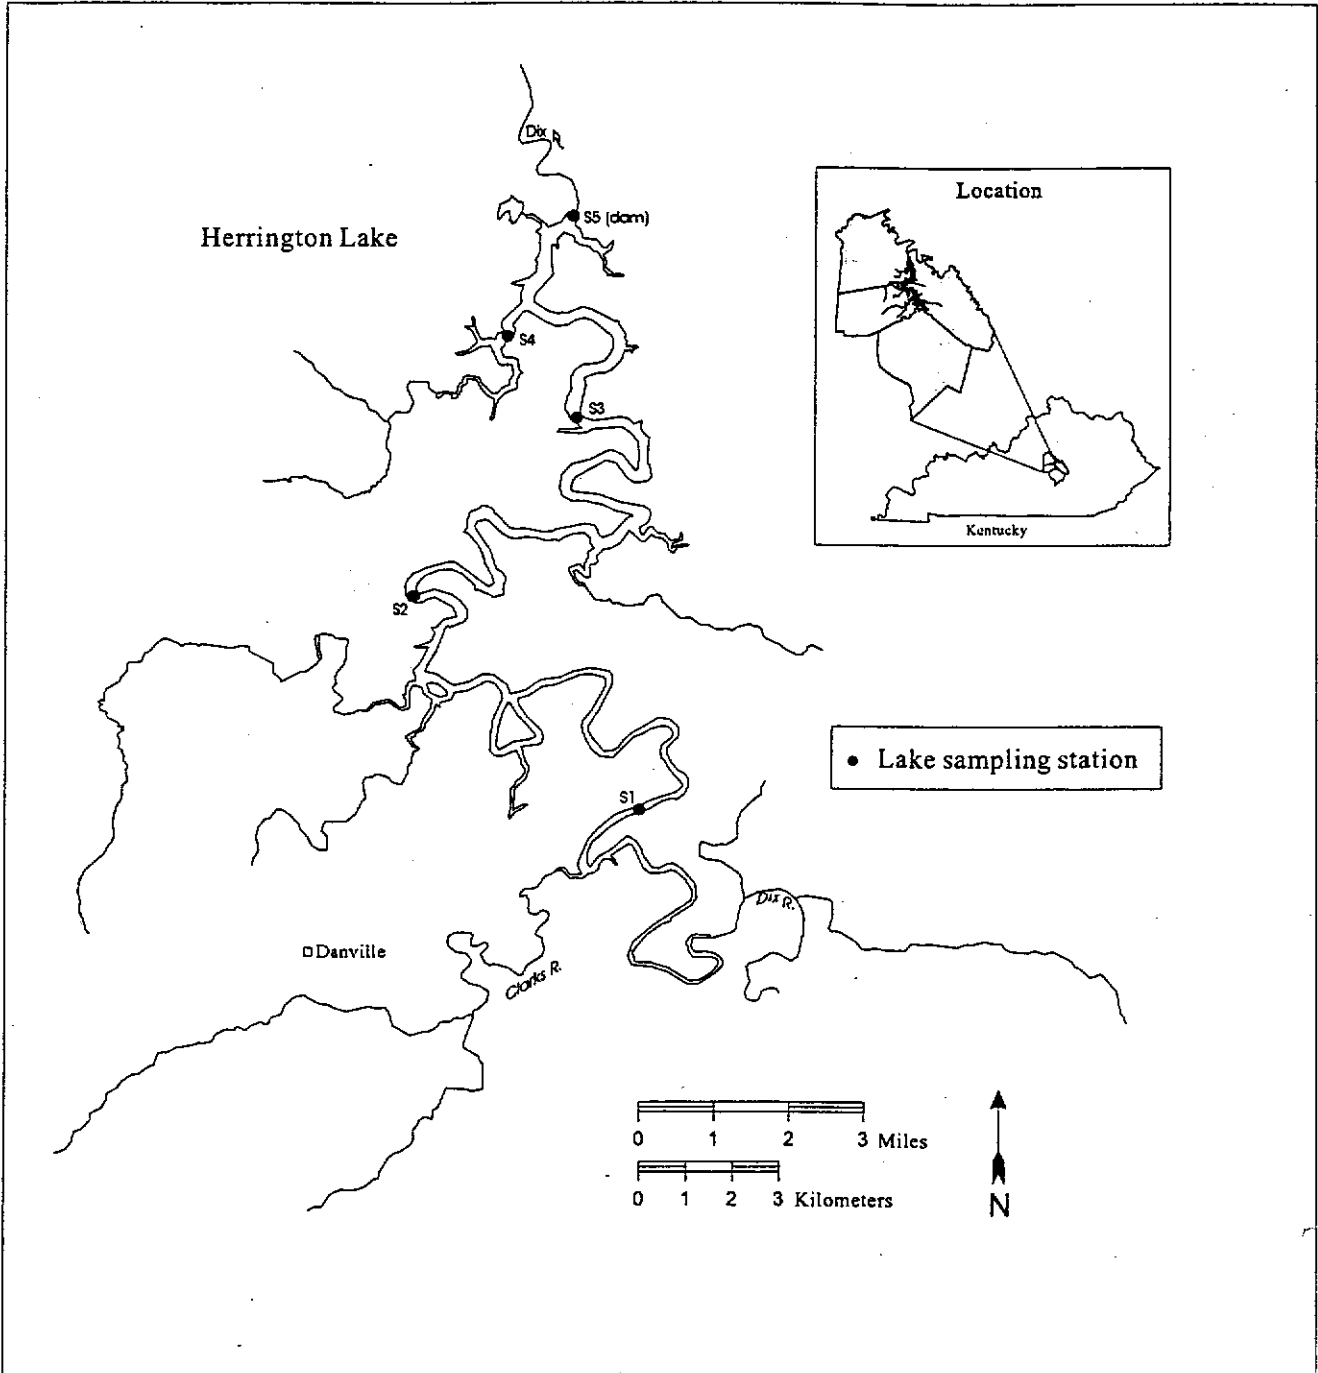 Dix R.
Location
S5 (dam)
Herrington Lake
S4
S3
Kentucky
S2
Lake sampling station
S1
Dix R.
Danville
Clarks R.
0 1 2 3 Miles
0 1 2 3 Kilometers
N